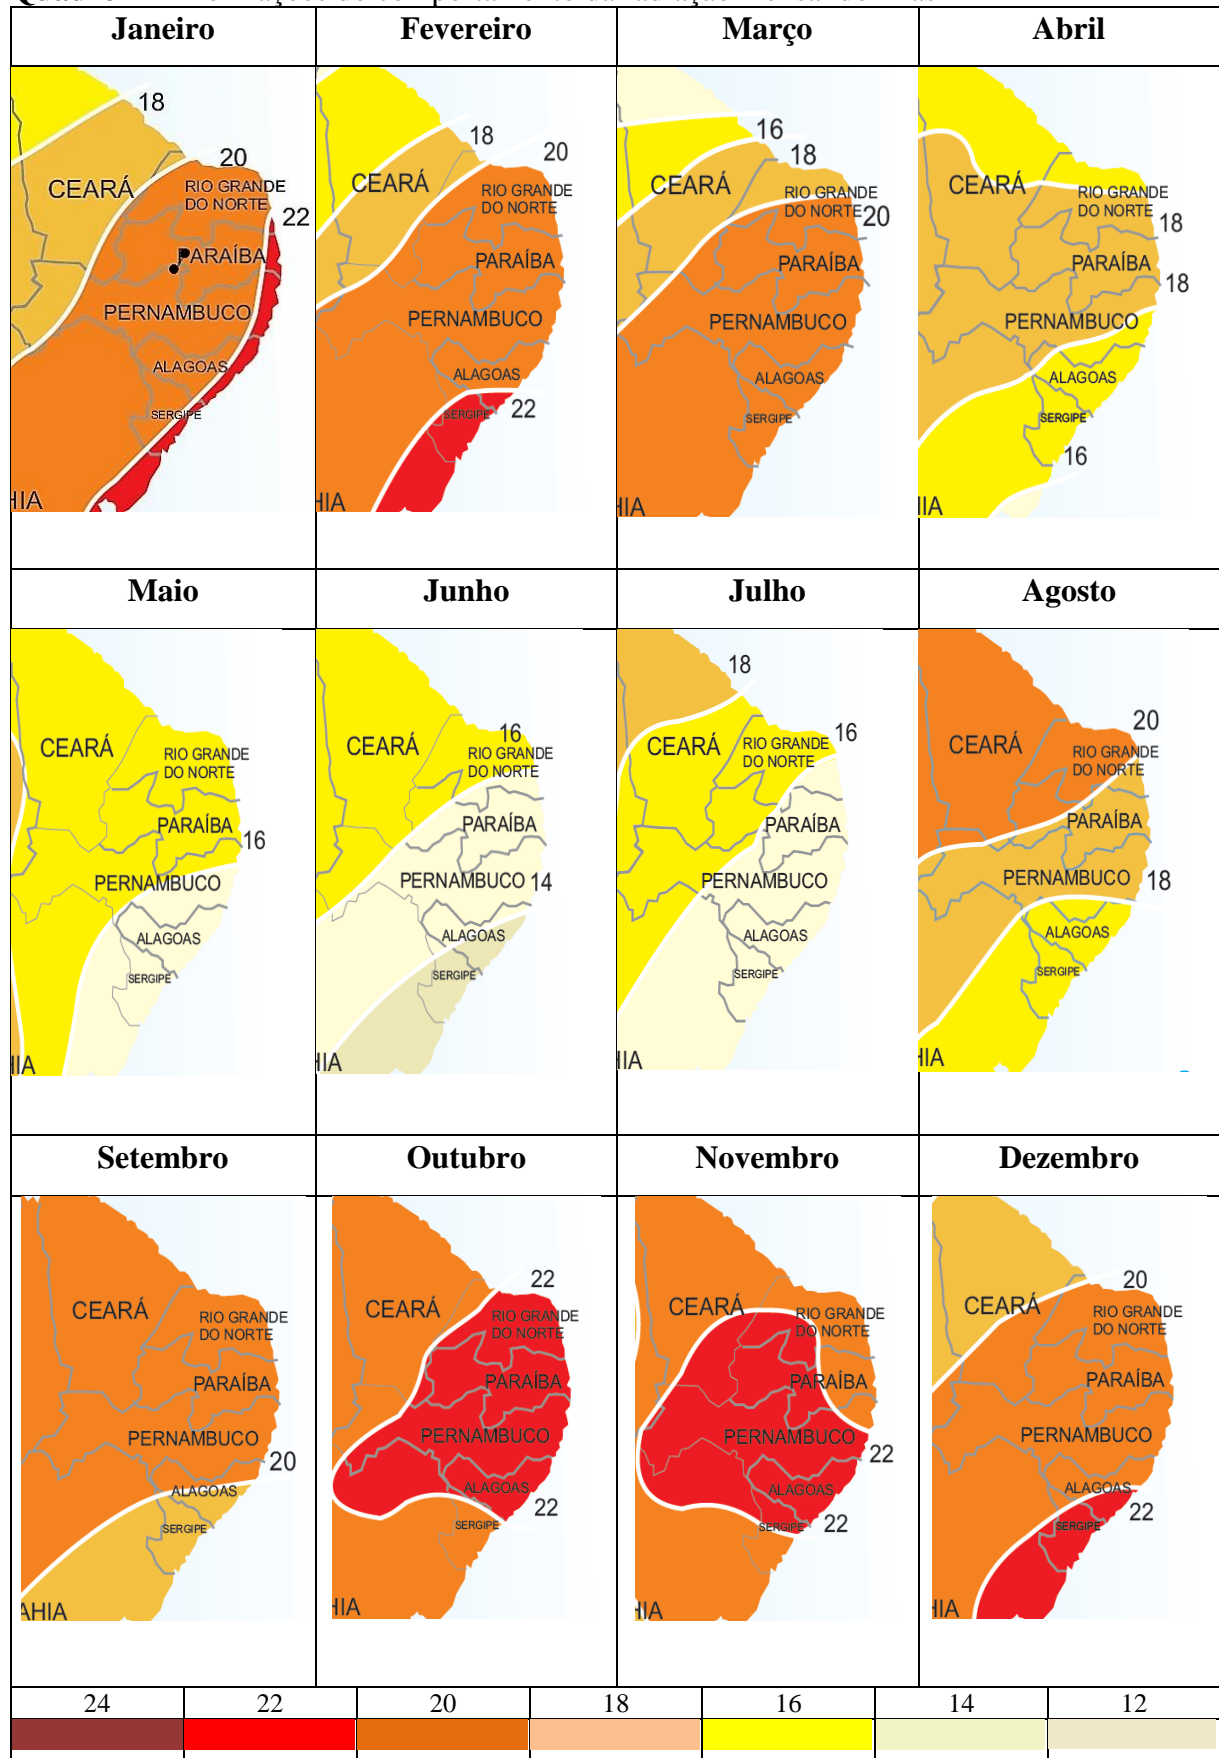 Janeiro Fevereiro Março Abril
18
20
22
CEARÁ
RIO GRANDE
DO NORTE
PARAÍBA
PERNAMBUCO
ALAGOAS
SERGIPE
HIA
18
20
CEARÁ
RIO GRANDE
DO NORTE
PARAÍBA
PERNAMBUCO
ALAGOAS
SERGIPE
22
HIA
16
18
CEARÁ
RIO GRANDE
DO NORTE
20
PARAÍBA
PERNAMBUCO
ALAGOAS
SERGIPE
HIA
CEARÁ
RIO GRANDE
DO NORTE
18
PARAÍBA
18
PERNAMBUCO
ALAGOAS
SERGIPE
16
IIA
Maio Junho Julho Agosto
CEARÁ
RIO GRANDE
DO NORTE
PARAÍBA
16
PERNAMBUCO
ALAGOAS
SERGIPE
IIA
16
CEARÁ
RIO GRANDE
DO NORTE
PARAÍBA
PERNAMBUCO 14
ALAGOAS
SERGIPE
HIA
18
16
CEARÁ
RIO GRANDE
DO NORTE
PARAÍBA
PERNAMBUCO
ALAGOAS
SERGIPE
HIA
20
CEARÁ
RIO GRANDE
DO NORTE
PARAÍBA
PERNAMBUCO
18
ALAGOAS
SERGIPE
HIA
Setembro Outubro Novembro Dezembro
CEARÁ
RIO GRANDE
DO NORTE
PARAÍBA
PERNAMBUCO
20
ALAGOAS
SERGIPE
AHIA
22
CEARÁ
RIO GRANDE
DO NORTE
PARAÍBA
PERNAMBUCO
ALAGOAS
22
SERGIPE
HIA
CEARÁ
RIO GRANDE
DO NORTE
PARAÍBA
PERNAMBUCO
22
ALAGOAS
SERGIPE
22
HIA
20
CEARÁ
RIO GRANDE
DO NORTE
PARAÍBA
PERNAMBUCO
ALAGOAS
22
SERGIPE
HIA
24 22 20 18 16 14 12